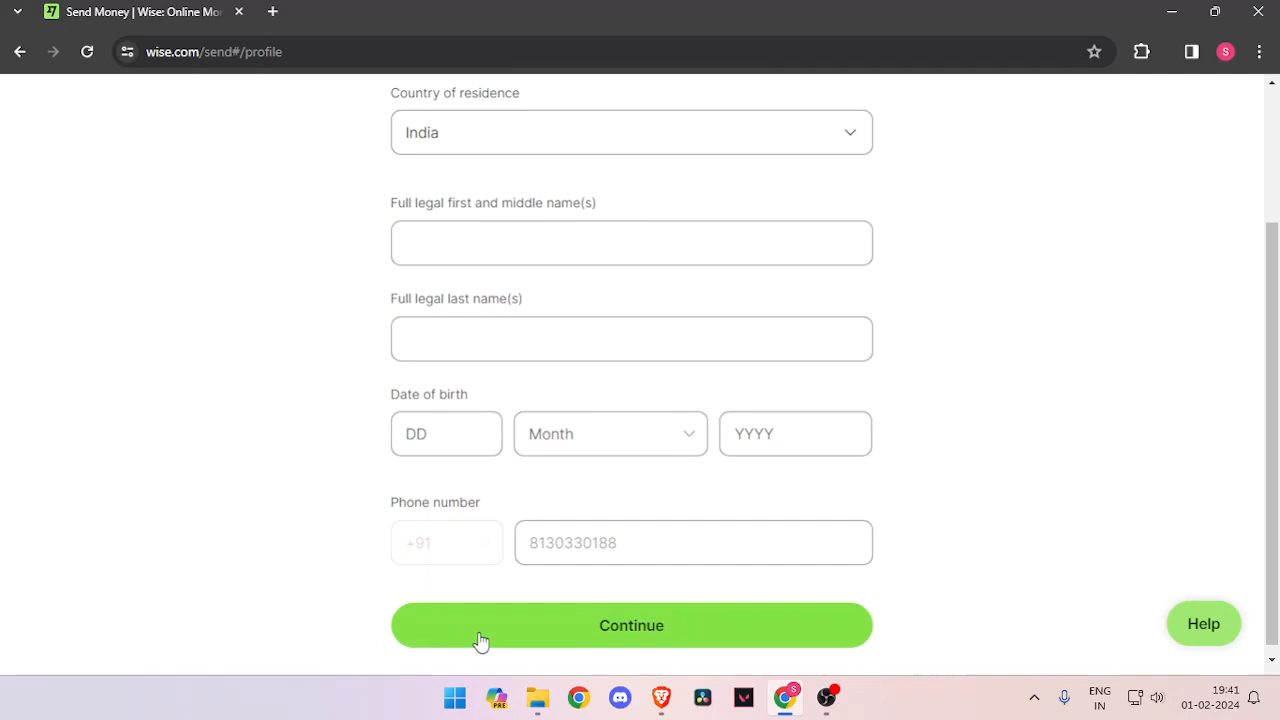 Send Money | Wise: Online Mo
wise.com/send#/profile
S
Country of residence
India
Full legal first and middle name(s)
Full legal last name(s)
Date of birth
DD Month YYYY
Phone number
+91 8130330188
Continue
Help
PRE
S
ENG
IN
19:41
01-02-2024